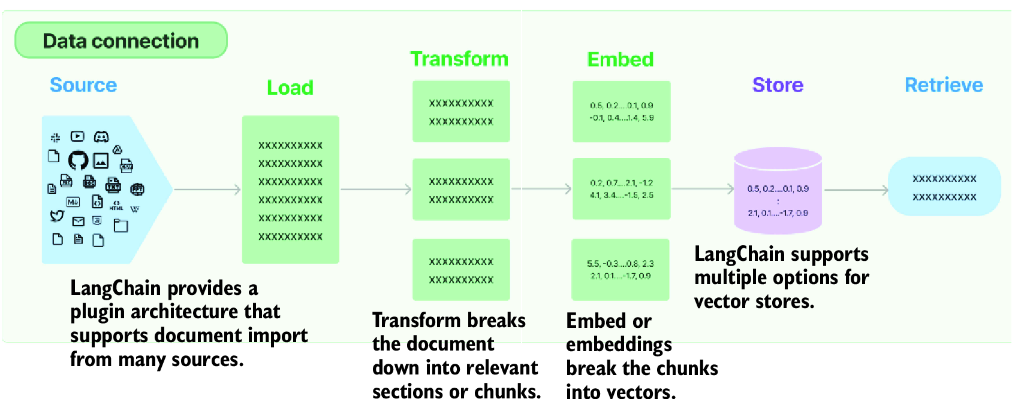 Data connection
Source
Load
Transform
Embed
Store
Retrieve
XXXXXXXXXX
XXXXXXXXXX
XXXXXXXXXX
XXXXXXXXXX
XXXXXXXXXX
XXXXXXXXXX
XXXXXXXXXX
XXXXXXXXXX
XXXXXXXXXX
XXXXXXXXXX
XXXXXXXXXX
XXXXXXXXXX
XXXXXXXXXX
0.5, 0.2....0.1, 0.9
-0.1, 0.4....1.4, 5.9
0.2, 0.7....2.1, -1.2
4.1, 3.4....-1.5, 2.5
5.5, -0.3....0.8, 2.3
2.1, 0.1....-1.7, 0.9
0.5, 0.2....0.1, 0.9
:
2.1, 0.1....-1.7, 0.9
XXXXXXXXXX
XXXXXXXXXX
HTML
LangChain provides a
plugin architecture that
supports document import
from many sources.
Transform breaks
the document
down into relevant
sections or chunks.
Embed or
embeddings
break the chunks
into vectors.
LangChain supports
multiple options for
vector stores.